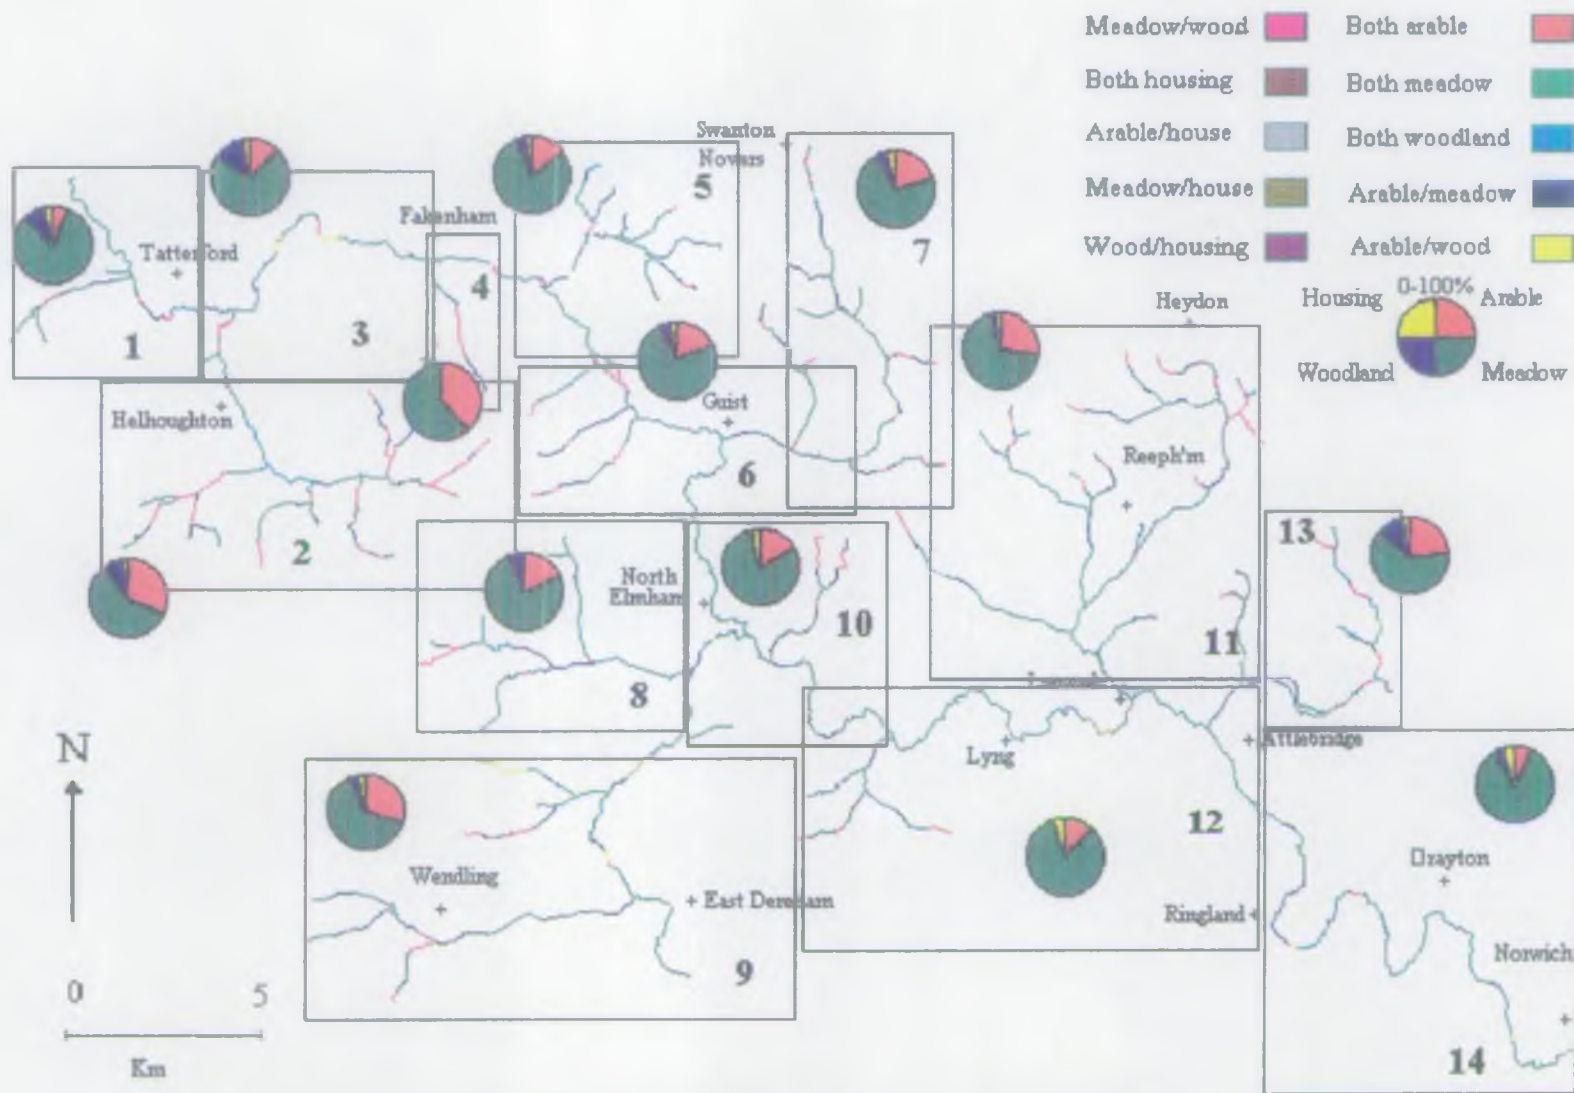 Meadow/wood Both arable
Both housing Both meadow
Arable/house Both woodland
Meadow/house Arable/meadow
Wood/housing Arable/wood
0-100%
Housing Arable
Woodland Meadow
Swanton
Novars
5
7
Fakenham
Tatterford
4
1
3
Heydon
Helhoughton
Guist
6
Reeph'm
2
13
North
Elmham
10
11
8
N
Lyng
Attlebridge
12
Drayton
Wendling
East Dereham
Ringland
Norwich
9
0 5
Km
14